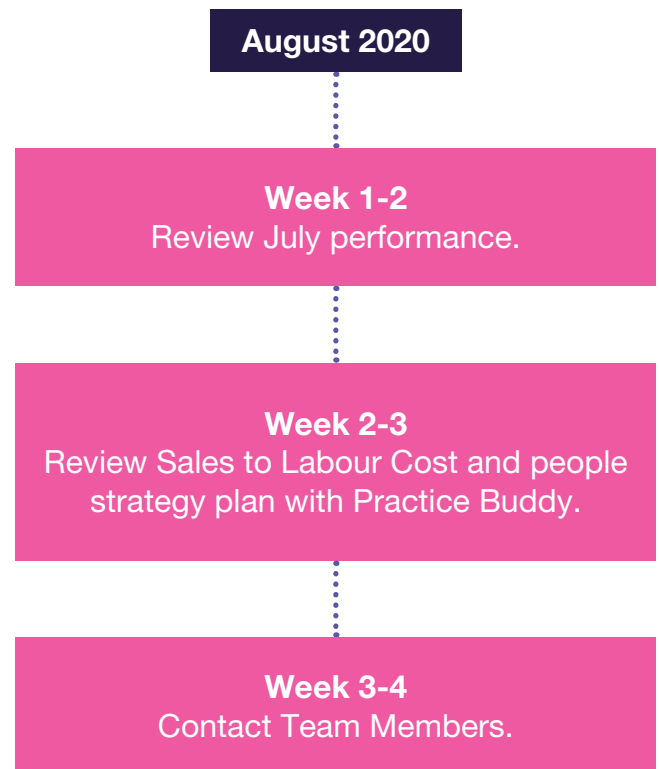 August 2020
Week 1-2
Review July performance.
Week 2-3
Review Sales to Labour Cost and people
strategy plan with Practice Buddy.
Week 3-4
Contact Team Members.